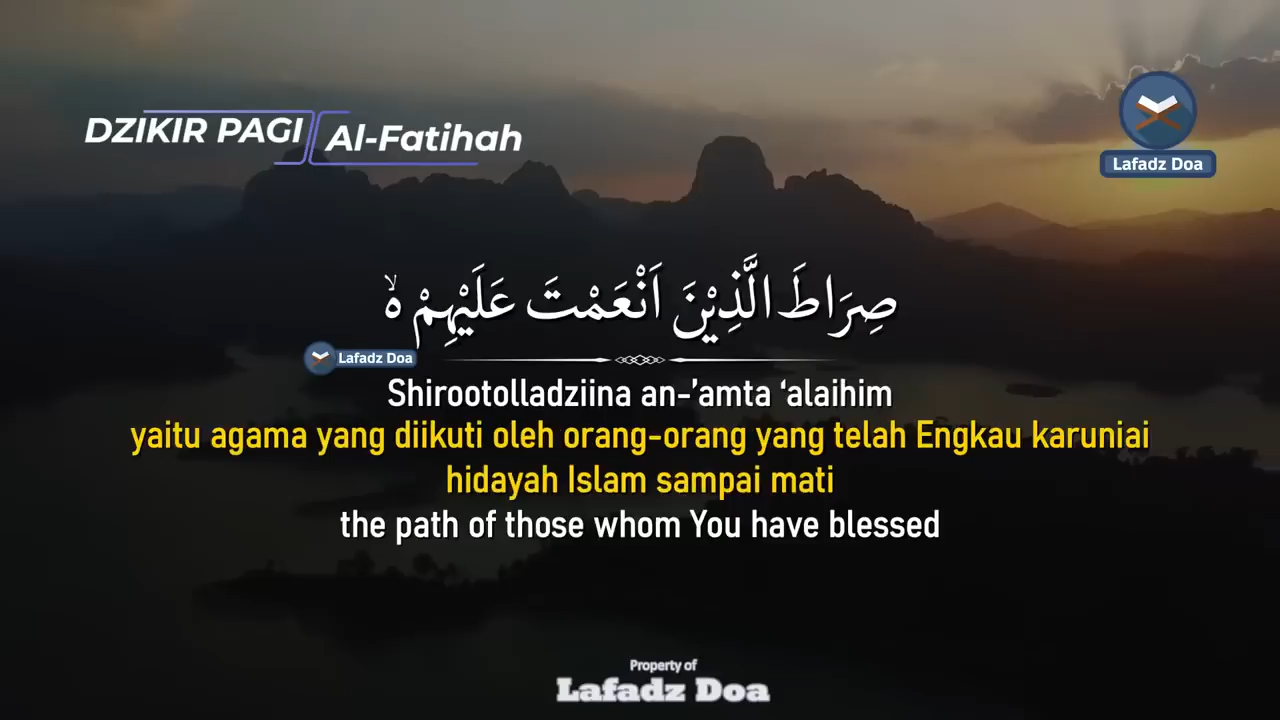 DZIKIR PAGI
Al-Fatihah
Lafadz Doa
صِرَاطَ الَّذِيْنَ اَنْعَمْتَ عَلَيْهِمْ ەۙ
Lafadz Doa
Shirootolladziina an-’amta ‘alaihim
yaitu agama yang diikuti oleh orang-orang yang telah Engkau karuniai
hidayah Islam sampai mati
the path of those whom You have blessed
Property of
Lafadz Doa